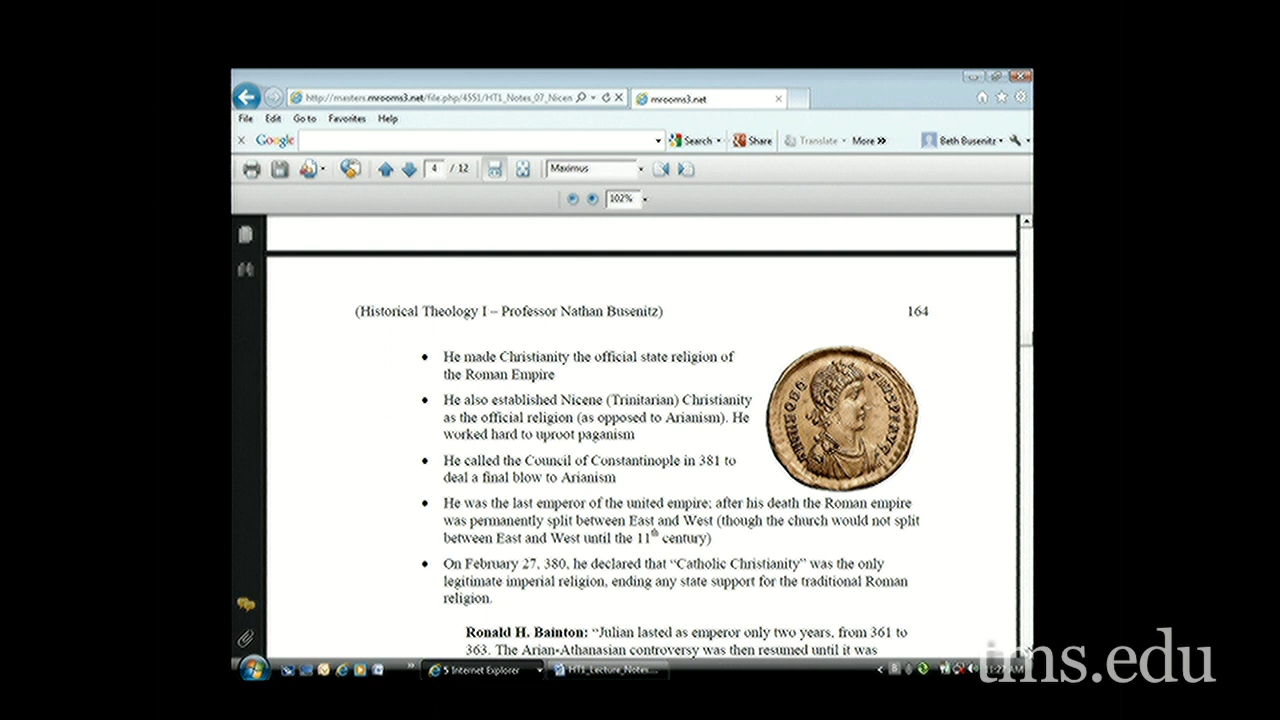 http://masters.mrooms3.net/file.php/4551/HT1_Notes_07_Nicen
mrooms3.net
File Edit Go to Favorites Help
Google Search Share Translate More » Beth Busenitz
4 / 12 Maximus
102%
(Historical Theology I – Professor Nathan Busenitz) 164
• He made Christianity the official state religion of
the Roman Empire
• He also established Nicene (Trinitarian) Christianity
as the official religion (as opposed to Arianism). He
worked hard to uproot paganism
• He called the Council of Constantinople in 381 to
deal a final blow to Arianism
• He was the last emperor of the united empire; after his death the Roman empire
was permanently split between East and West (though the church would not split
between East and West until the 11th century)
• On February 27, 380, he declared that “Catholic Christianity” was the only
legitimate imperial religion, ending any state support for the traditional Roman
religion.
Ronald H. Bainton: “Julian lasted as emperor only two years, from 361 to
363. The Arian-Athanasian controversy was then resumed until it was
5 Internet Explorer HT1_Lecture_Notes....
tms.edu